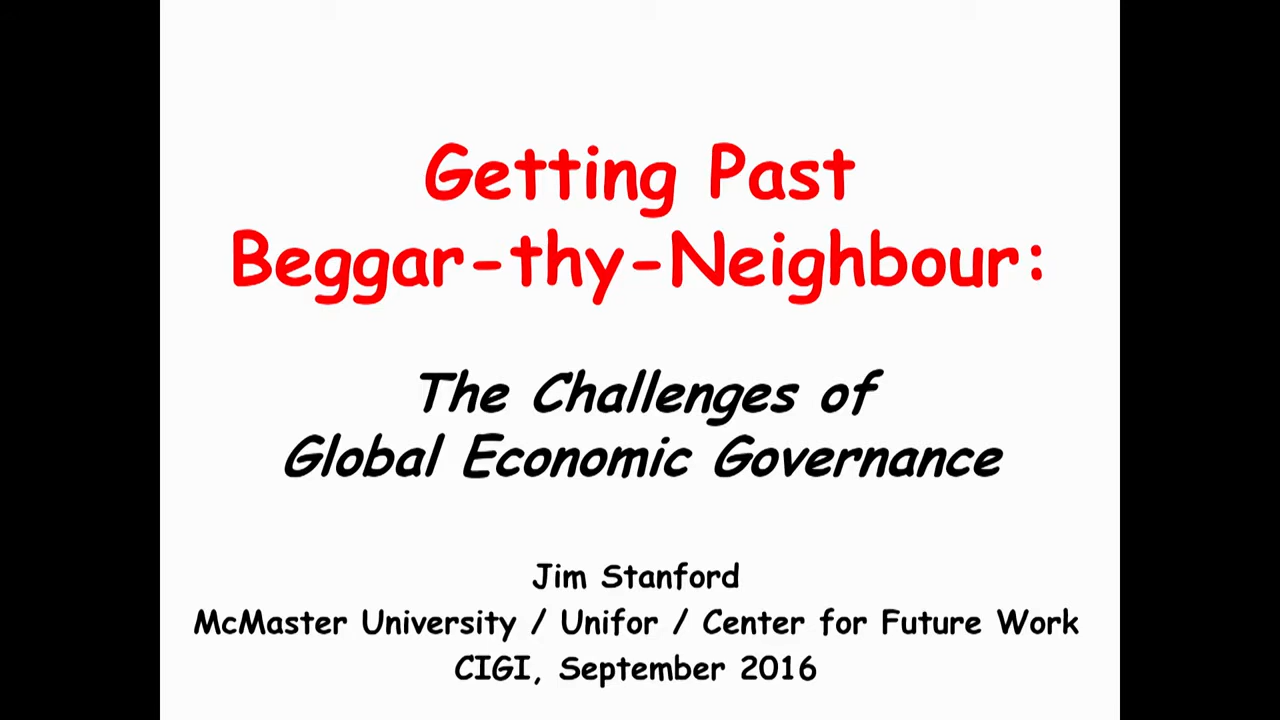 Getting Past
Beggar-thy-Neighbour:
The Challenges of
Global Economic Governance
Jim Stanford
McMaster University / Unifor / Center for Future Work
CIGI, September 2016